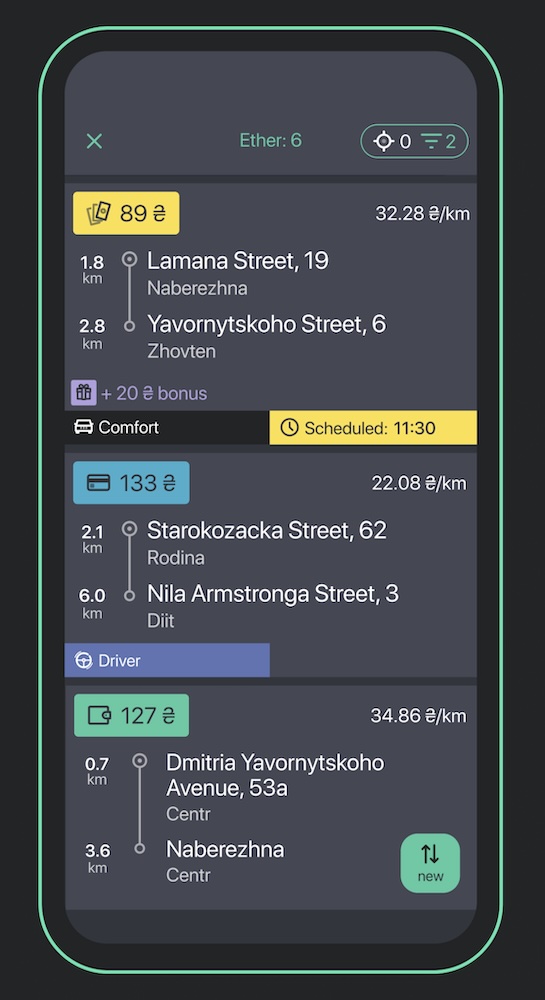 Ether: 6
0
2
89 ₴
32.28 ₴/km
1.8 km
Lamana Street, 19
Naberezhna
2.8 km
Yavornytskoho Street, 6
Zhovten
+ 20 ₴ bonus
Comfort
Scheduled: 11:30
133 ₴
22.08 ₴/km
2.1 km
Starokozacka Street, 62
Rodina
6.0 km
Nila Armstronga Street, 3
Diit
Driver
127 ₴
34.86 ₴/km
0.7 km
Dmitria Yavornytskoho
Avenue, 53a
Centr
3.6 km
Naberezhna
Centr
new